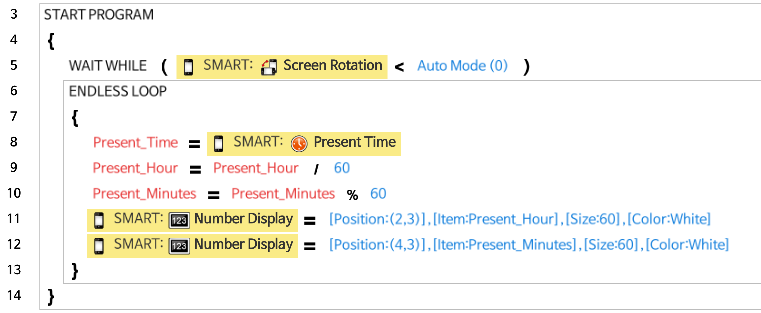 3 START PROGRAM
4 {
5 WAIT WHILE ( SMART: Screen Rotation < Auto Mode (0) )
6 ENDLESS LOOP
7 {
8 Present_Time = SMART: Present Time
9 Present_Hour = Present_Hour / 60
10 Present_Minutes = Present_Minutes % 60
11 SMART: 123 Number Display = [Position:(2,3)],[Item:Present_Hour],[Size:60],[Color:White]
12 SMART: 123 Number Display = [Position:(4,3)],[Item:Present_Minutes],[Size:60],[Color:White]
13 }
14 }